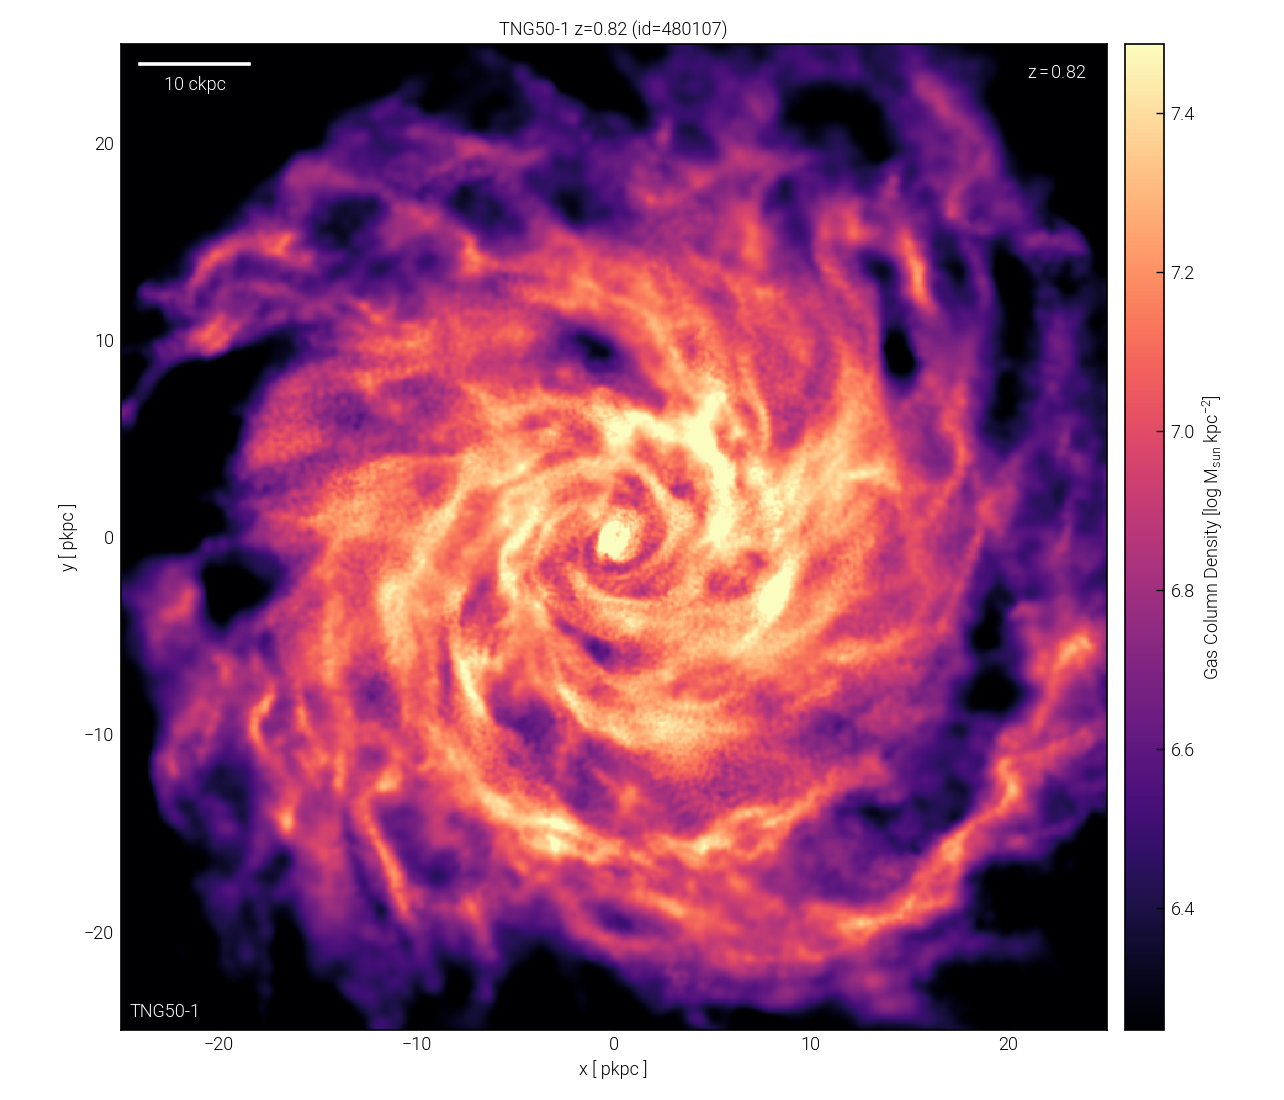 TNG50-1 z=0.82 (id=480107)
10 ckpc
z = 0.82
20
10
0
−10
−20
y [ pkpc ]
TNG50-1
−20
−10
0
10
20
x [ pkpc ]
7.4
7.2
7.0
6.8
6.6
6.4
Gas Column Density [log M_sun kpc⁻²]